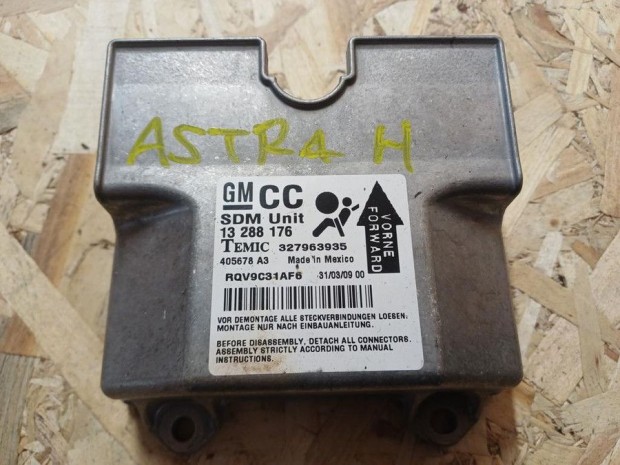 ASTRA H
GM CC
SDM Unit
13 288 176
TEMIC 327963935
405678 A3 Made in Mexico
RQV9C31AF6 31/03/09 00
VORNE
FORWARD
VOR DEMONTAGE ALLE STECKVERBINDUNGEN LOESEN.
MONTAGE NUR NACH EINBAUANLEITUNG.
BEFORE DISASSEMBLY, DETACH ALL CONNECTORS.
ASSEMBLY STRICTLY ACCORDING TO MANUAL
INSTRUCTIONS.